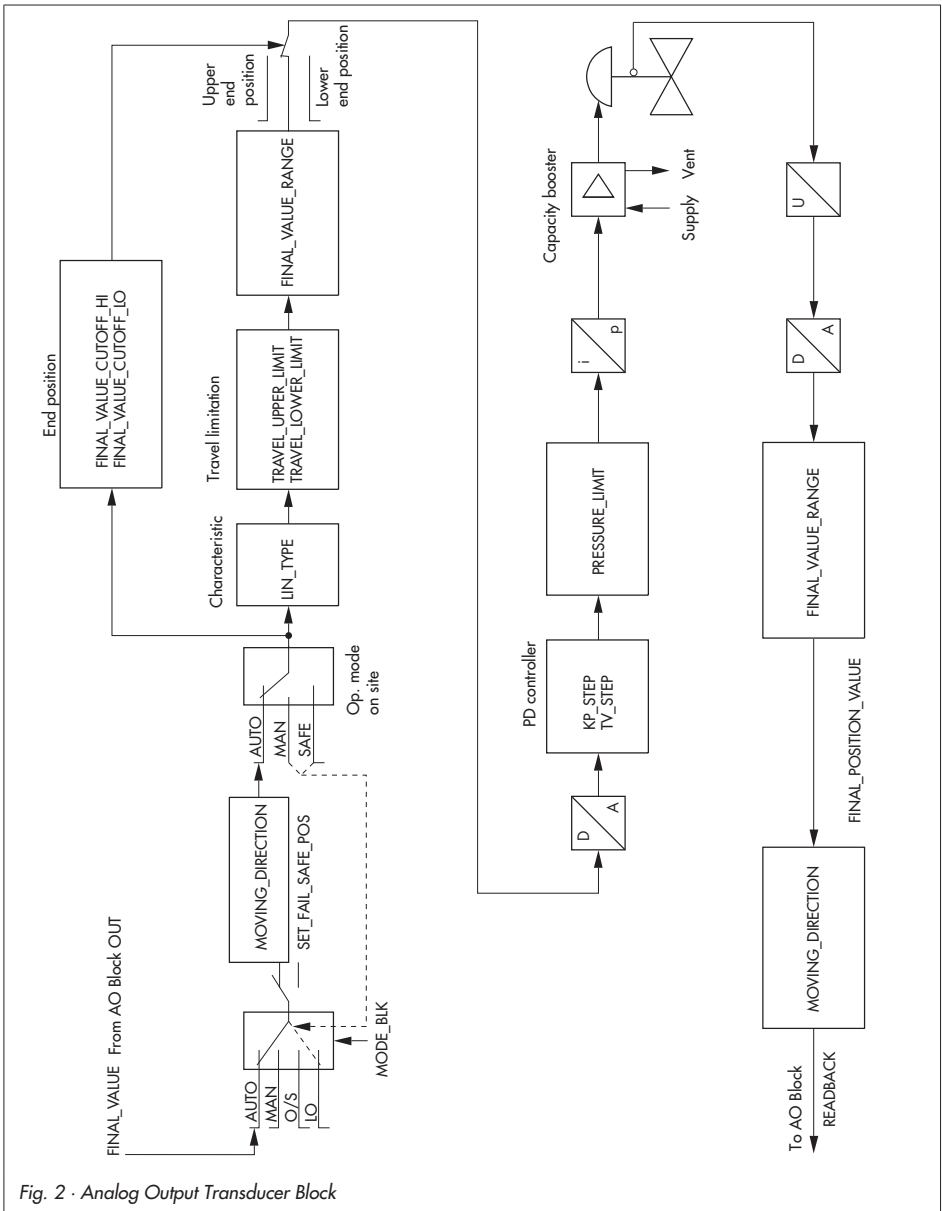 FINAL_VALUE From AO Block OUT
AUTO
MAN
O/S
LO
MODE_BLK
MOVING_DIRECTION
SET_FAIL_SAFE_POS
AUTO
MAN
SAFE
Op. mode
on site
Characteristic
LIN_TYPE
Travel limitation
TRAVEL_UPPER_LIMIT
TRAVEL_LOWER_LIMIT
End position
FINAL_VALUE_CUTOFF_HI
FINAL_VALUE_CUTOFF_LO
FINAL_VALUE_RANGE
Upper
end
position
Lower
end position
D
A
PD controller
KP_STEP
TV_STEP
PRESSURE_LIMIT
i
p
Capacity booster
Supply
Vent
U
D
A
FINAL_VALUE_RANGE
FINAL_POSITION_VALUE
MOVING_DIRECTION
To AO Block
READBACK
Fig. 2 · Analog Output Transducer Block